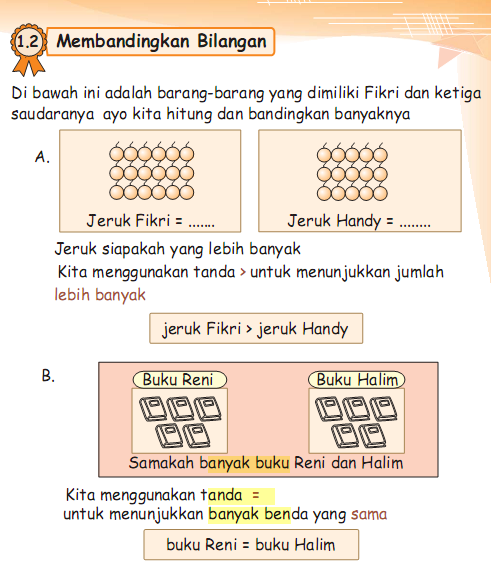 1.2 Membandingkan Bilangan
Di bawah ini adalah barang-barang yang dimiliki Fikri dan ketiga
saudaranya ayo kita hitung dan bandingkan banyaknya
A.
Jeruk Fikri = ....... Jeruk Handy = ........
Jeruk siapakah yang lebih banyak
Kita menggunakan tanda > untuk menunjukkan jumlah
lebih banyak
jeruk Fikri > jeruk Handy
B.
Buku Reni Buku Halim
Samakah banyak buku Reni dan Halim
Kita menggunakan tanda =
untuk menunjukkan banyak benda yang sama
buku Reni = buku Halim